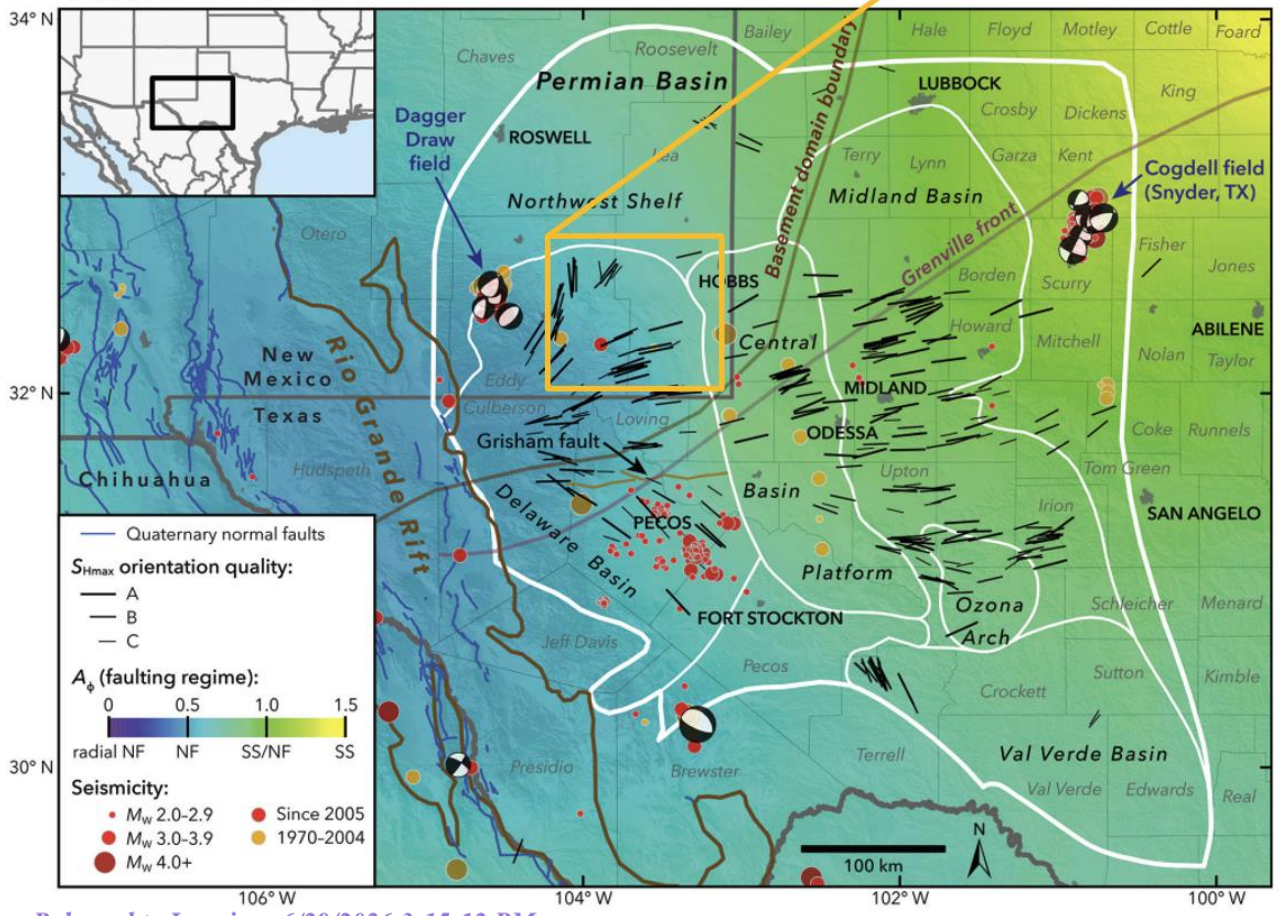 34° N
32° N
30° N
106° W
104° W
102° W
100° W
Chaves
Roosevelt
Bailey
Hale
Floyd
Motley
Cottle
Foard
Permian Basin
LUBBOCK
King
Crosby
Dickens
Dagger
Draw
field
ROSWELL
Lea
Basement domain boundary
Terry
Lynn
Garza
Kent
Cogdell field
(Snyder, TX)
Northwest Shelf
Midland Basin
Otero
Grenville front
Fisher
Jones
HOBBS
Borden
Scurry
Rio Grande Rift
New
Mexico
Texas
Central
Howard
Mitchell
ABILENE
Nolan
Taylor
Eddy
Culberson
Loving
MIDLAND
ODESSA
Coke
Runnels
Grisham fault
Chihuahua
Hudspeth
Upton
Tom Green
Delaware Basin
Basin
Irion
SAN ANGELO
PECOS
Platform
Ozona
Arch
Schleicher
Menard
FORT STOCKTON
Jeff Davis
Pecos
Crockett
Sutton
Kimble
Presidio
Brewster
Terrell
Val Verde Basin
Val Verde
Edwards
Real
N
100 km
Quaternary normal faults
SHmax orientation quality:
A
B
C
Aϕ (faulting regime):
0 0.5 1.0 1.5
radial NF NF SS/NF SS
Seismicity:
Mw 2.0–2.9
Mw 3.0–3.9
Mw 4.0+
Since 2005
1970–2004